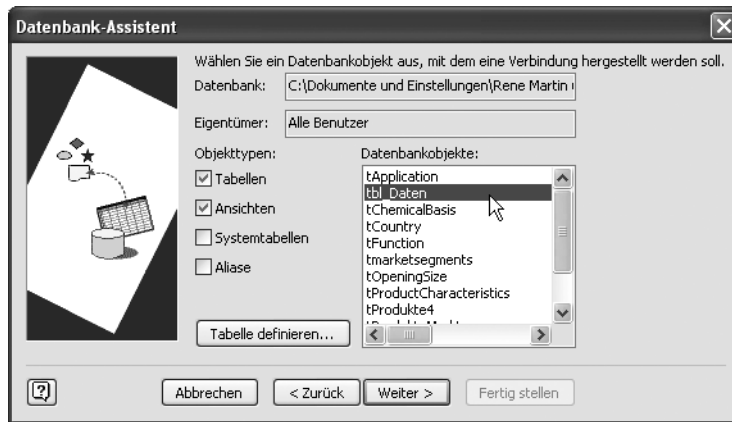 Datenbank-Assistent
Wählen Sie ein Datenbankobjekt aus, mit dem eine Verbindung hergestellt werden soll.
Datenbank: C:\Dokumente und Einstellungen\Rene Martin
Eigentümer: Alle Benutzer
Objekttypen:
Tabellen
Ansichten
Systemtabellen
Aliase
Tabelle definieren...
Datenbankobjekte:
tApplication
tbl_Daten
tChemicalBasis
tCountry
tFunction
tmarketsegments
tOpeningSize
tProductCharacteristics
tProdukte4
Abbrechen
< Zurück
Weiter >
Fertig stellen